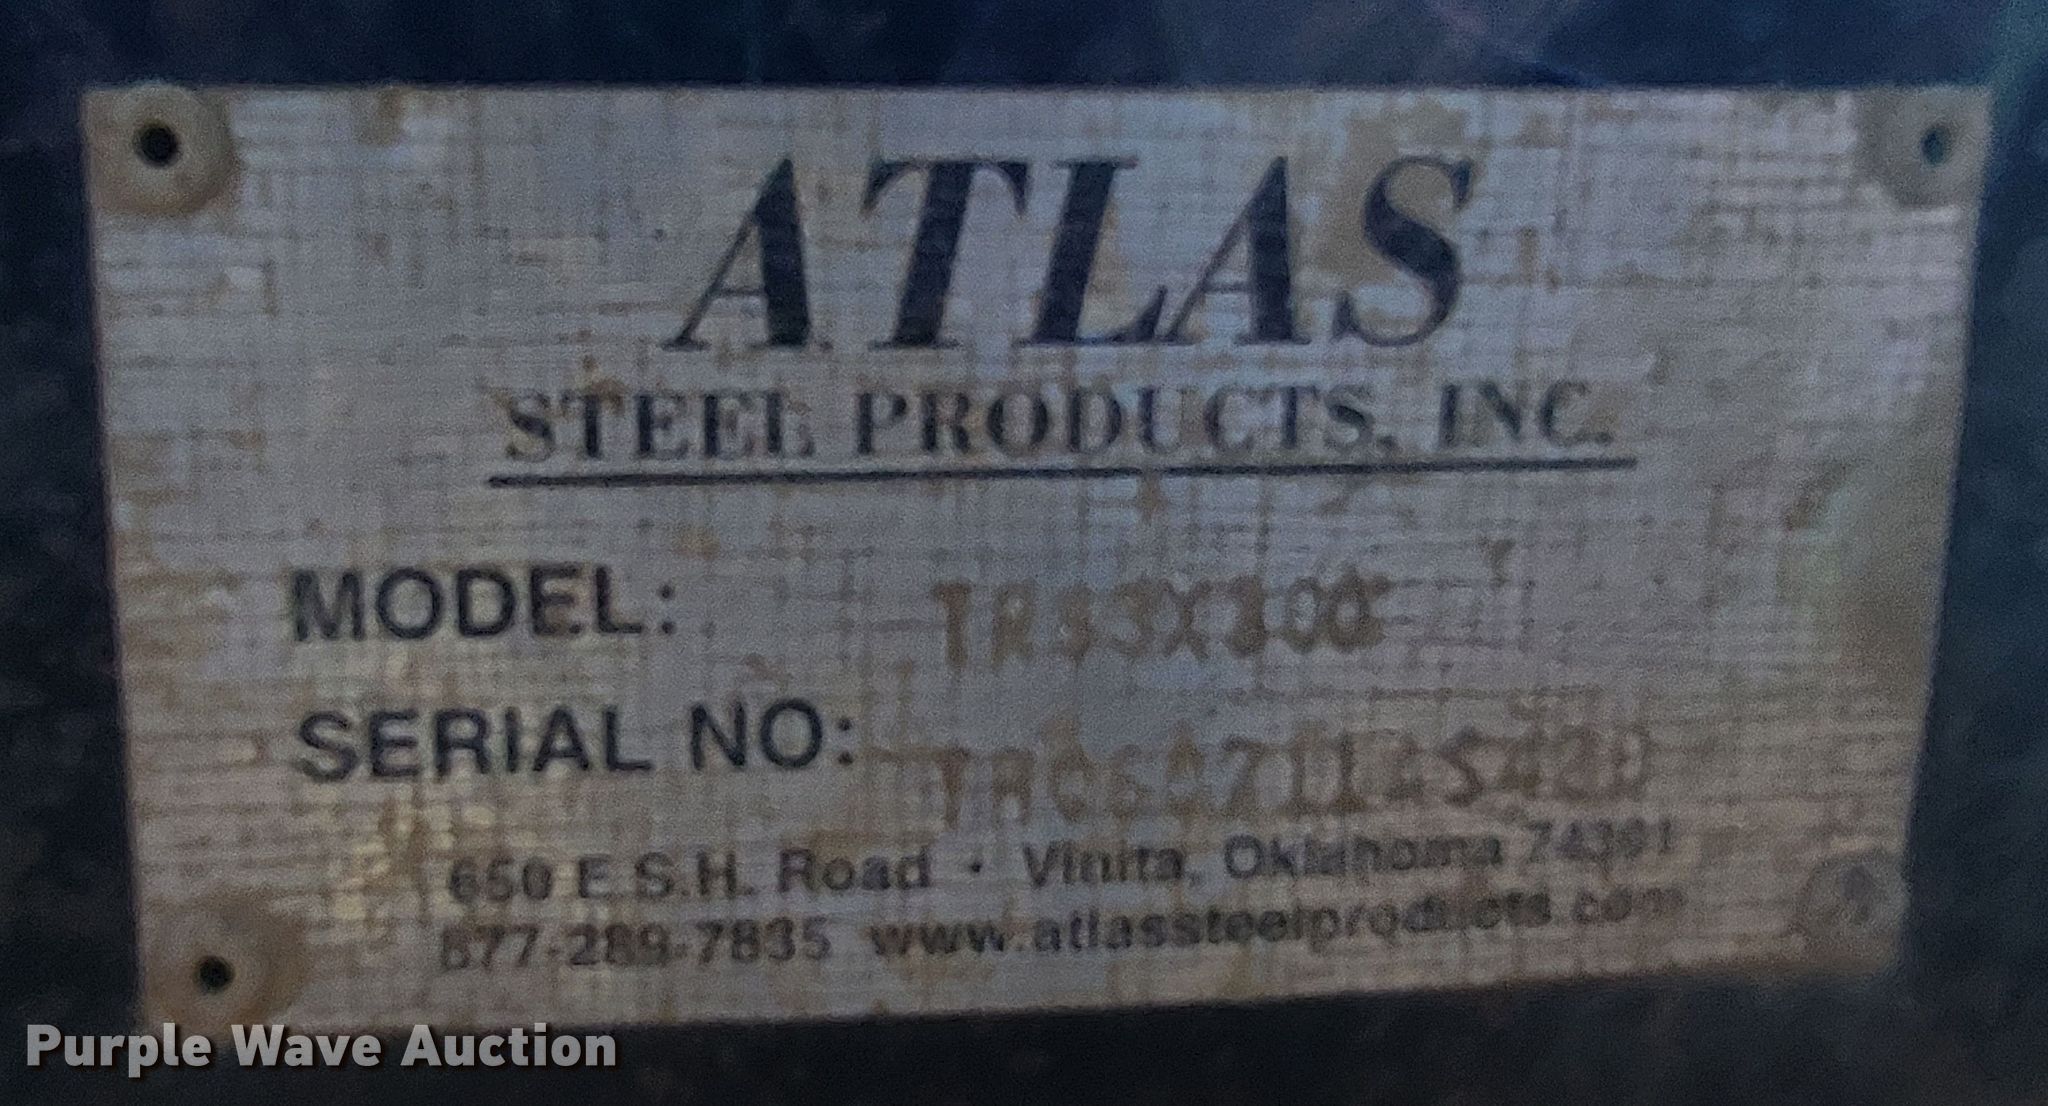 ATLAS
STEEL PRODUCTS, INC.
MODEL:
SERIAL NO:
650 E.S.H. Road • Vinita, Oklahoma 74301
877-289-7835 www.atlassteelproducts.com
Purple Wave Auction